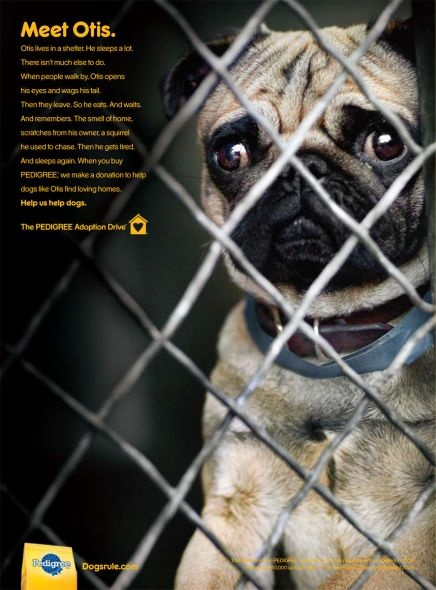 Meet Otis.
Otis lives in a shelter. He sleeps a lot.
There isn't much else to do.
When people walk by, Otis opens
his eyes and wags his tail.
Then they leave. So he eats. And waits.
And remembers. The smell of home,
scratches from his owner, a squirrel
he used to chase. Then he gets tired.
And sleeps again. When you buy
PEDIGREE, we make a donation to help
dogs like Otis find loving homes.
Help us help dogs.
The PEDIGREE Adoption Drive
Pedigree
Dogsrule.com